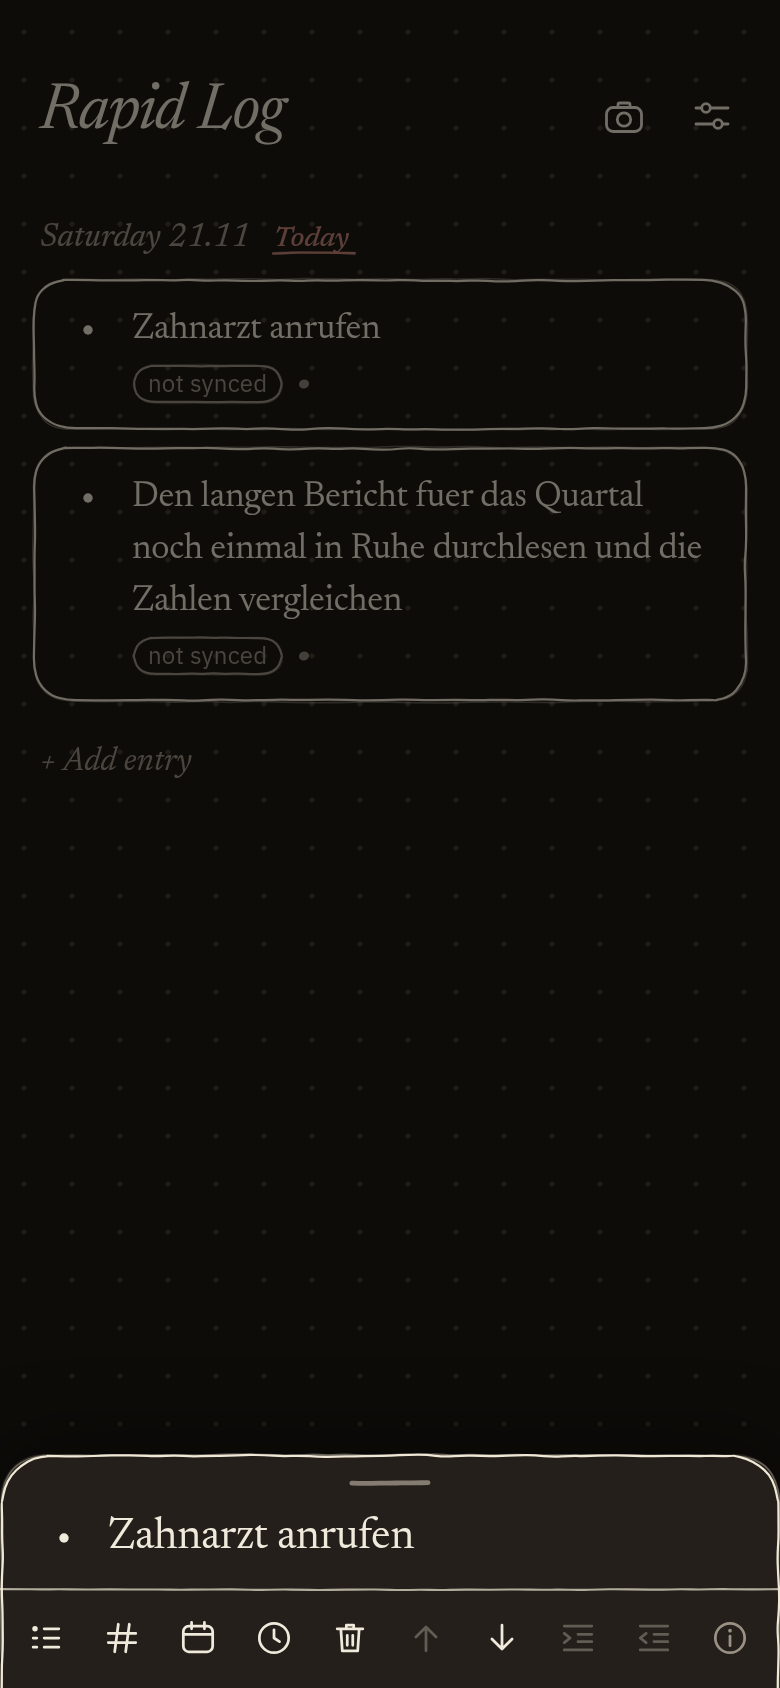 Rapid Log
Saturday 21.11 Today
• Zahnarzt anrufen
not synced •
• Den langen Bericht fuer das Quartal
noch einmal in Ruhe durchlesen und die
Zahlen vergleichen
not synced •
+ Add entry
• Zahnarzt anrufen